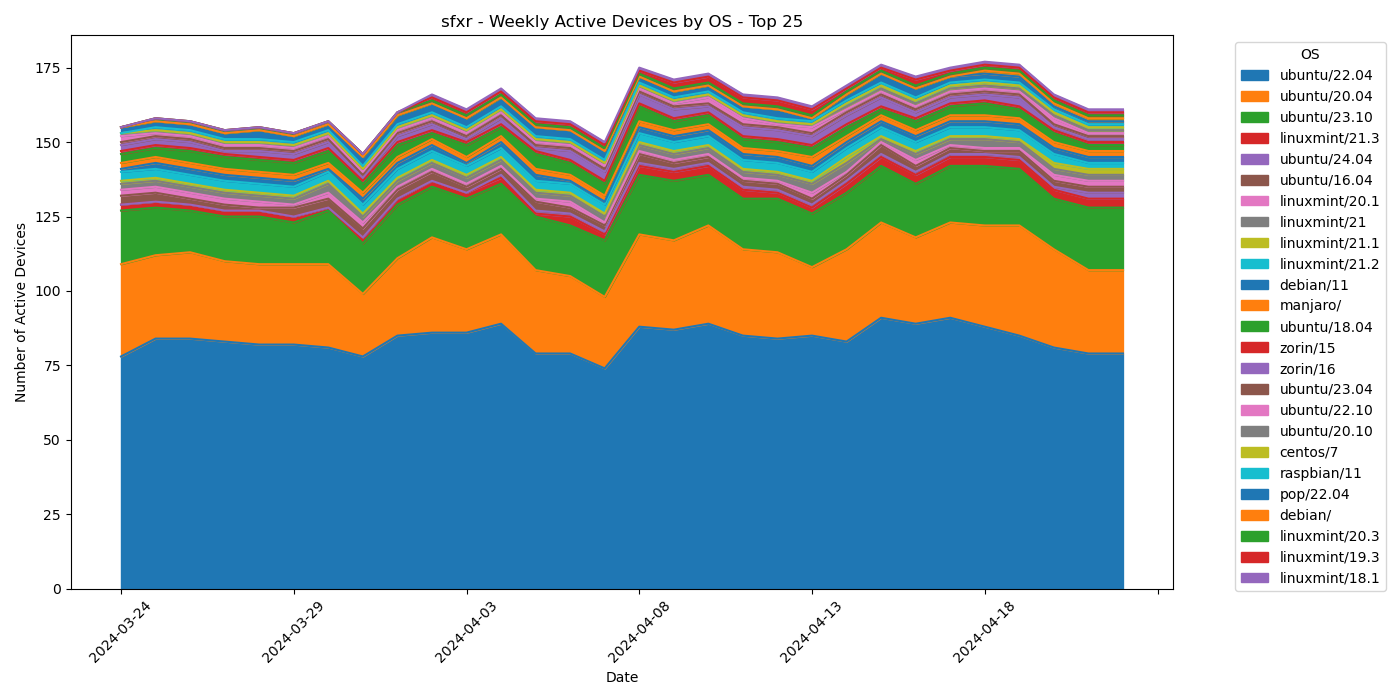 sfxr - Weekly Active Devices by OS - Top 25
Number of Active Devices
175
150
125
100
75
50
25
0
2024-03-24
2024-03-29
2024-04-03
2024-04-08
2024-04-13
2024-04-18
Date
OS
ubuntu/22.04
ubuntu/20.04
ubuntu/23.10
linuxmint/21.3
ubuntu/24.04
ubuntu/16.04
linuxmint/20.1
linuxmint/21
linuxmint/21.1
linuxmint/21.2
debian/11
manjaro/
ubuntu/18.04
zorin/15
zorin/16
ubuntu/23.04
ubuntu/22.10
ubuntu/20.10
centos/7
raspbian/11
pop/22.04
debian/
linuxmint/20.3
linuxmint/19.3
linuxmint/18.1